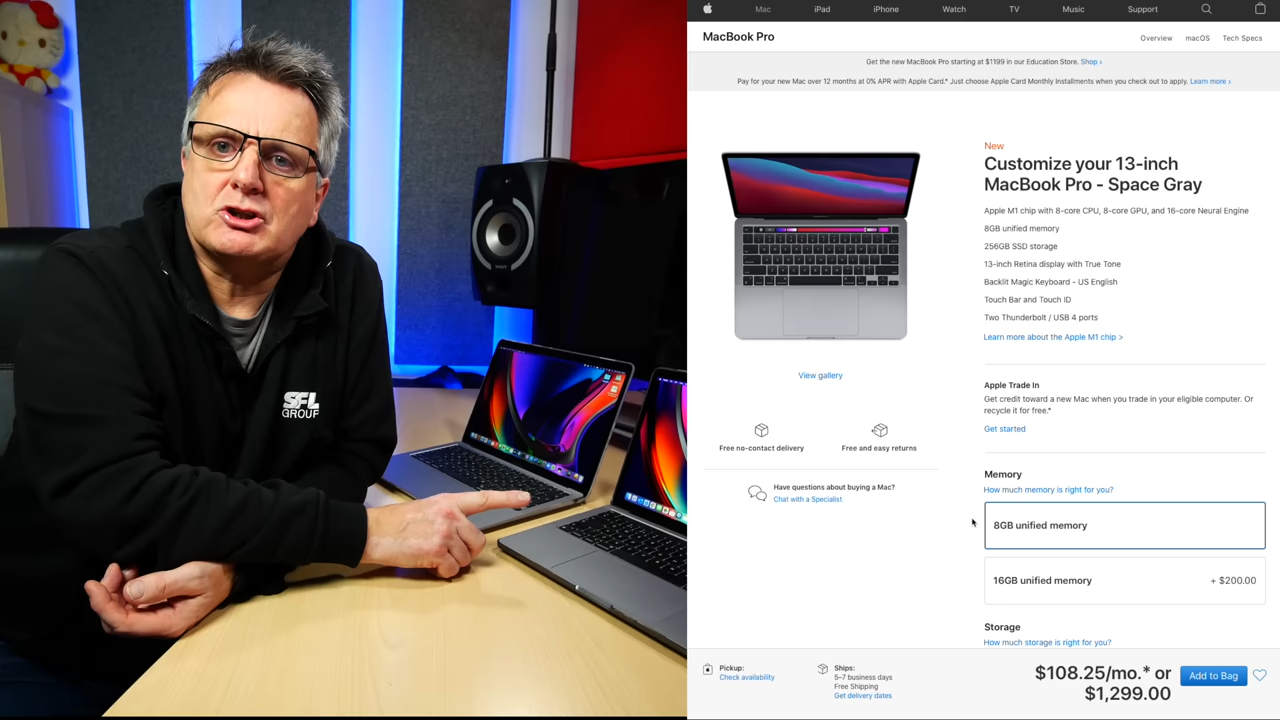 SFL
GROUP
Mac
iPad
iPhone
Watch
TV
Music
Support
MacBook Pro
Overview
macOS
Tech Specs
Get the new MacBook Pro starting at $1199 in our Education Store. Shop ›
Pay for your new Mac over 12 months at 0% APR with Apple Card.* Just choose Apple Card Monthly Installments when you check out to apply. Learn more ›
New
Customize your 13-inch
MacBook Pro - Space Gray
Apple M1 chip with 8-core CPU, 8-core GPU, and 16-core Neural Engine
8GB unified memory
256GB SSD storage
13-inch Retina display with True Tone
Backlit Magic Keyboard - US English
Touch Bar and Touch ID
Two Thunderbolt / USB 4 ports
Learn more about the Apple M1 chip >
View gallery
Apple Trade In
Get credit toward a new Mac when you trade in your eligible computer. Or
recycle it for free.*
Get started
Free no-contact delivery
Free and easy returns
Have questions about buying a Mac?
Chat with a Specialist
Memory
How much memory is right for you?
8GB unified memory
16GB unified memory
+ $200.00
Storage
How much storage is right for you?
Pickup:
Check availability
Ships:
5–7 business days
Free Shipping
Get delivery dates
$108.25/mo.* or
$1,299.00
Add to Bag